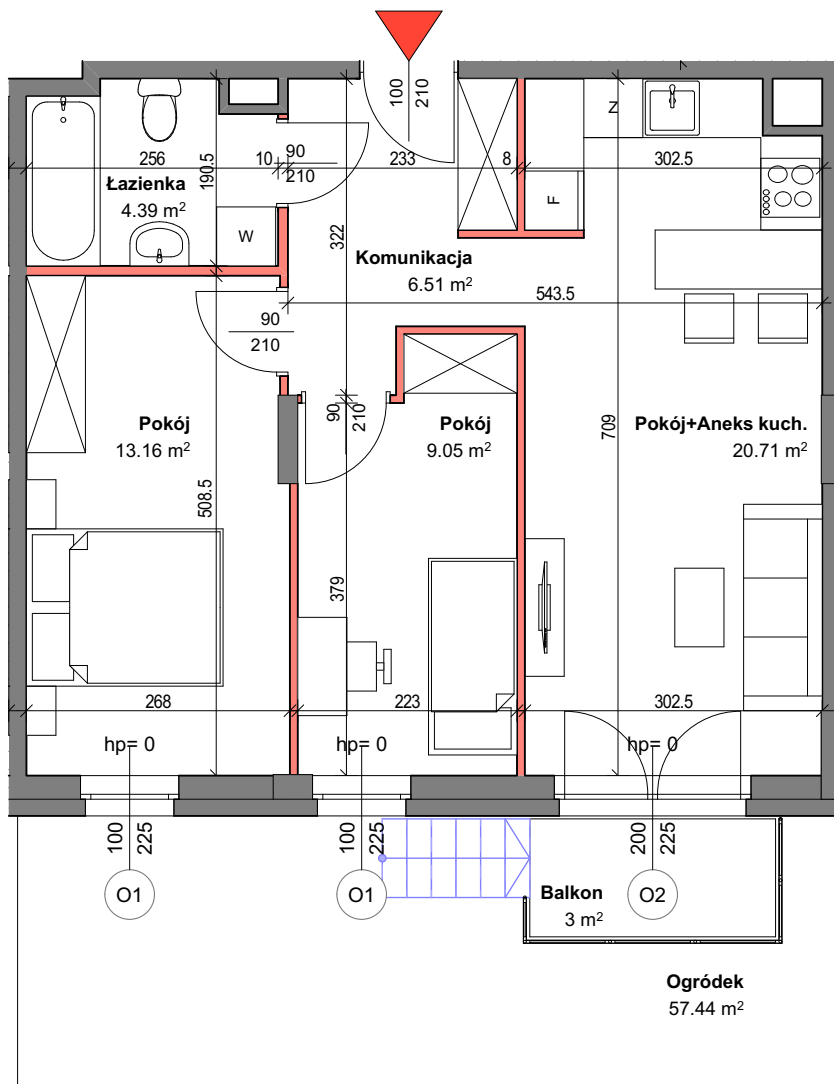 100
210
256
190.5
10
90
210
233
8
Z
302.5
Łazienka
4.39 m²
W
F
322
Komunikacja
6.51 m²
543.5
90
210
90
210
Pokój
13.16 m²
Pokój
9.05 m²
709
Pokój+Aneks kuch.
20.71 m²
508.5
379
268
223
302.5
hp= 0
hp= 0
hp= 0
100
225
100
225
200
225
O1
O1
O2
Balkon
3 m²
Ogródek
57.44 m²